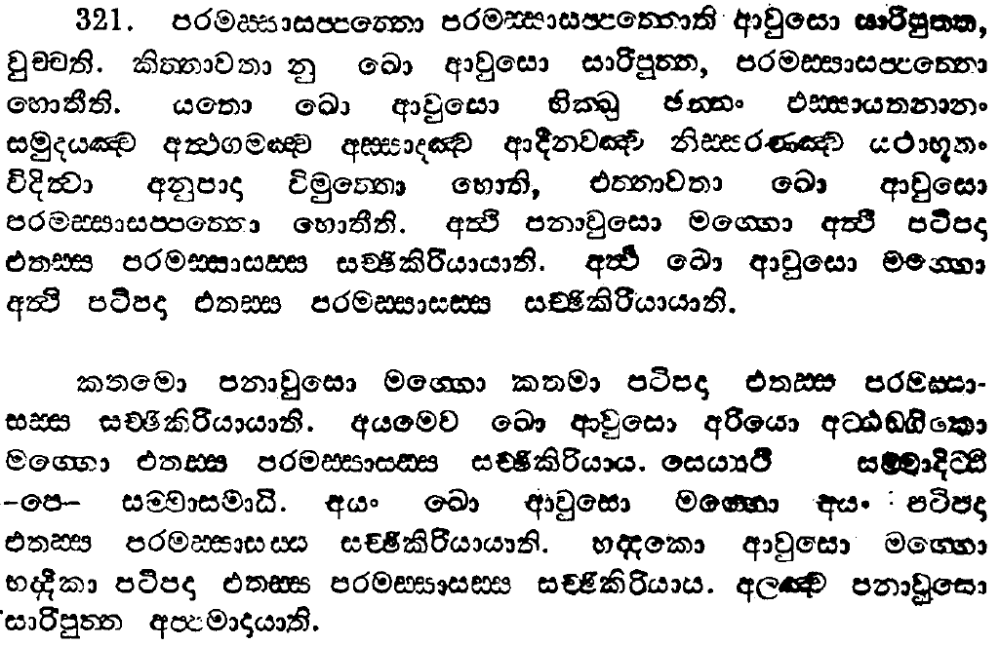 321. පරමස්සාසප්පත්තො පරමස්සාසප්පත්තොති ආවුසො සාරිපුත්ත,
වුච්චති. කිත්තාවතා නු ඛො ආවුසො සාරිපුත්ත, පරමස්සාසප්පත්තො
හොතීති. යතො ඛො ආවුසො භික්ඛු ඡන්නං ඵස්සායතනානං
සමුදයඤ්ච අත්ථගමඤ්ච අස්සාදඤ්ච ආදීනවඤ්ච නිස්සරණඤ්ච යථාභූතං
විදිත්වා අනුපාදා විමුත්තො හොති, එත්තාවතා ඛො ආවුසො
පරමස්සාසප්පත්තො හොතීති. අත්ථි පනාවුසො මග්ගො අත්ථි පටිපදා
එතස්ස පරමස්සාසස්ස සච්ඡිකිරියායාති. අත්ථි ඛො ආවුසො මග්ගො
අත්ථි පටිපදා එතස්ස පරමස්සාසස්ස සච්ඡිකිරියායාති.
කතමො පනාවුසො මග්ගො කතමා පටිපදා එතස්ස පරමස්සා-
සස්ස සච්ඡිකිරියායාති. අයමෙව ඛො ආවුසො අරියො අට්ඨඞ්ගිකො
මග්ගො එතස්ස පරමස්සාසස්ස සච්ඡිකිරියාය. සෙය්‍යථී සම්මාදිට්ඨි
-පෙ- සම්මාසමාධි. අයං ඛො ආවුසො මග්ගො අයං පටිපදා
එතස්ස පරමස්සාසස්ස සච්ඡිකිරියායාති. භද්දකො ආවුසො මග්ගො
භද්දිකා පටිපදා එතස්ස පරමස්සාසස්ස සච්ඡිකිරියාය. අලඤ්ච පනාවුසො
සාරිපුත්ත අප්පමාදායාති.